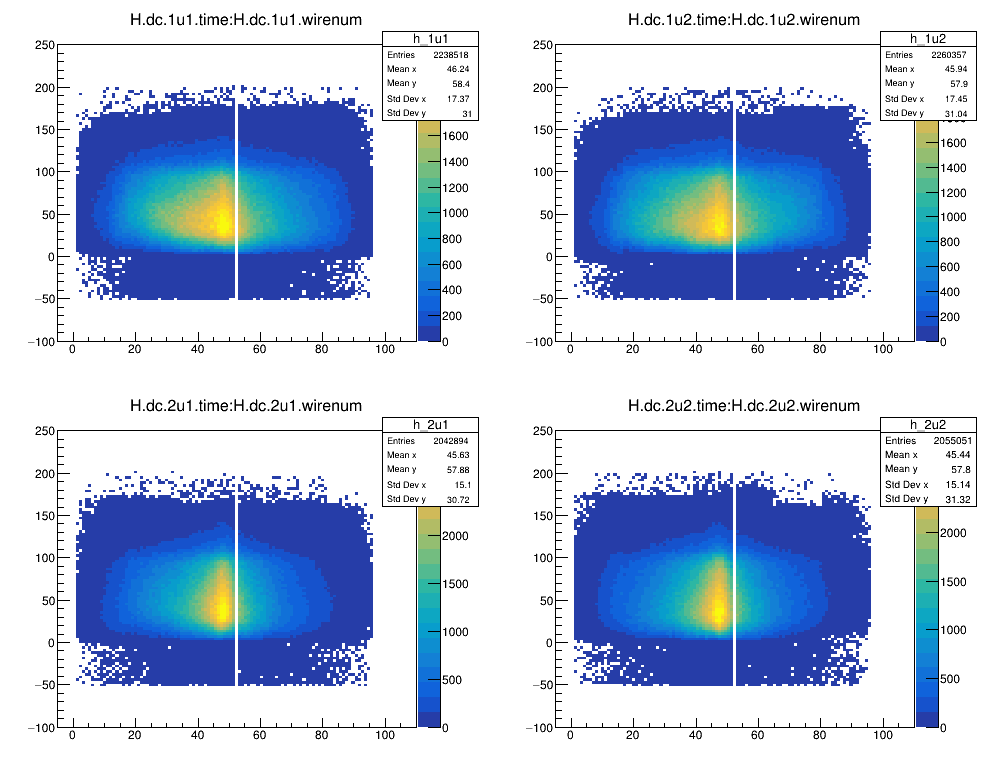 H.dc.1u1.time:H.dc.1u1.wirenum
h_1u1
Entries 2238518
Mean x 46.24
Mean y 58.4
Std Dev x 17.37
Std Dev y 31
250
200
150
100
50
0
−50
−100
0 20 40 60 80 100
1600
1400
1200
1000
800
600
400
200
0
H.dc.1u2.time:H.dc.1u2.wirenum
h_1u2
Entries 2260357
Mean x 45.94
Mean y 57.9
Std Dev x 17.45
Std Dev y 31.04
250
200
150
100
50
0
−50
−100
0 20 40 60 80 100
1800
1600
1400
1200
1000
800
600
400
200
0
H.dc.2u1.time:H.dc.2u1.wirenum
h_2u1
Entries 2042894
Mean x 45.63
Mean y 57.88
Std Dev x 15.1
Std Dev y 30.72
250
200
150
100
50
0
−50
−100
0 20 40 60 80 100
2000
1500
1000
500
0
H.dc.2u2.time:H.dc.2u2.wirenum
h_2u2
Entries 2055051
Mean x 45.44
Mean y 57.8
Std Dev x 15.14
Std Dev y 31.32
250
200
150
100
50
0
−50
−100
0 20 40 60 80 100
2000
1500
1000
500
0